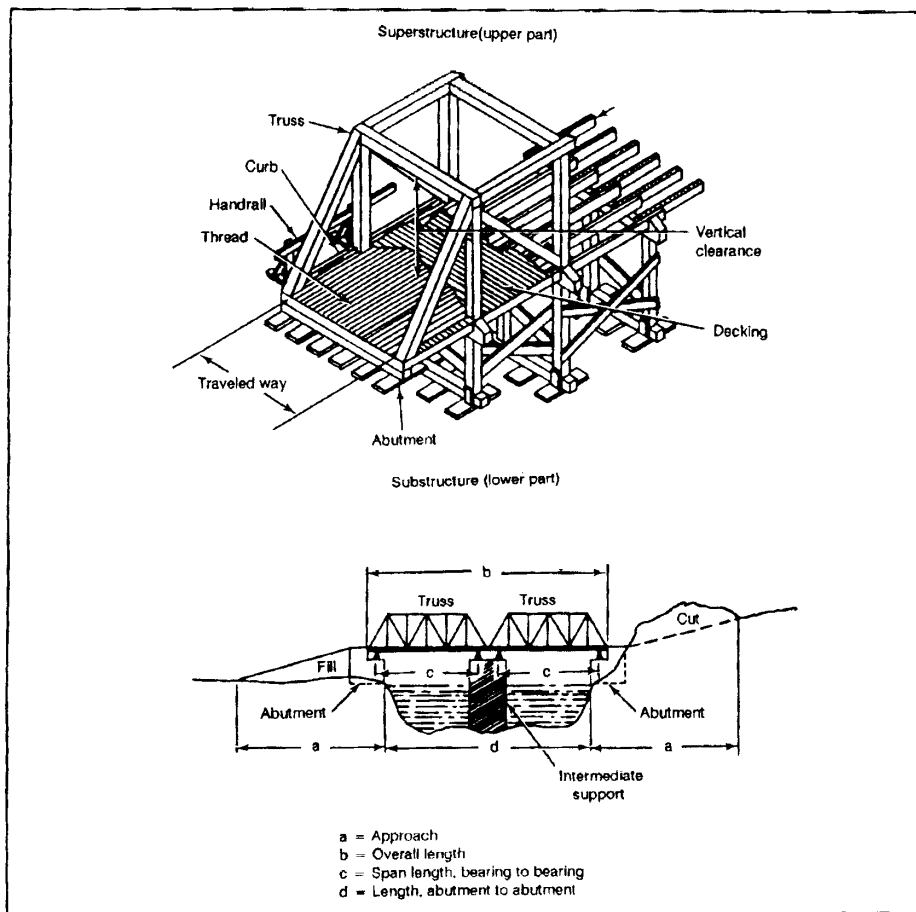 Superstructure(upper part)
Truss
Curb
Handrail
Thread
Vertical
clearance
Decking
Traveled way
Abutment
Substructure (lower part)
b
Truss
Truss
Cut
Fill
c
c
Abutment
Abutment
a
d
a
Intermediate
support
a = Approach
b = Overall length
c = Span length, bearing to bearing
d = Length, abutment to abutment